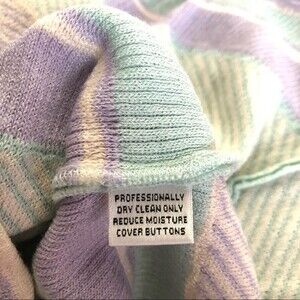 PROFESSIONALLY
DRY CLEAN ONLY
REDUCE MOISTURE
COVER BUTTONS